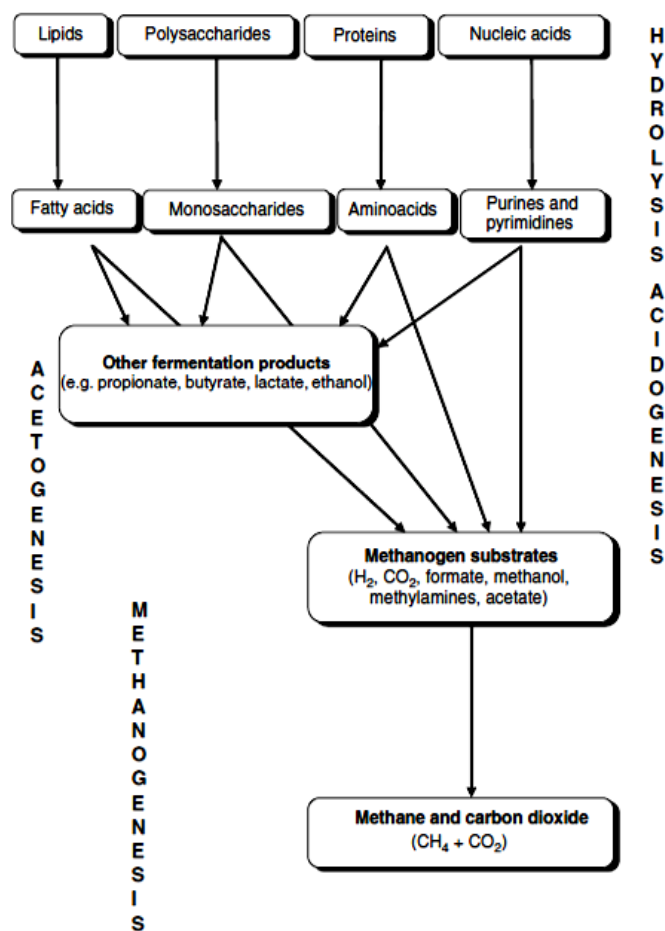 Lipids
Polysaccharides
Proteins
Nucleic acids
HYDROLYSIS
Fatty acids
Monosaccharides
Aminoacids
Purines and
pyrimidines
ACIDOGENESIS
Other fermentation products
(e.g. propionate, butyrate, lactate, ethanol)
ACETOGENESIS
Methanogen substrates
(H₂, CO₂, formate, methanol,
methylamines, acetate)
METHANOGENESIS
Methane and carbon dioxide
(CH₄ + CO₂)